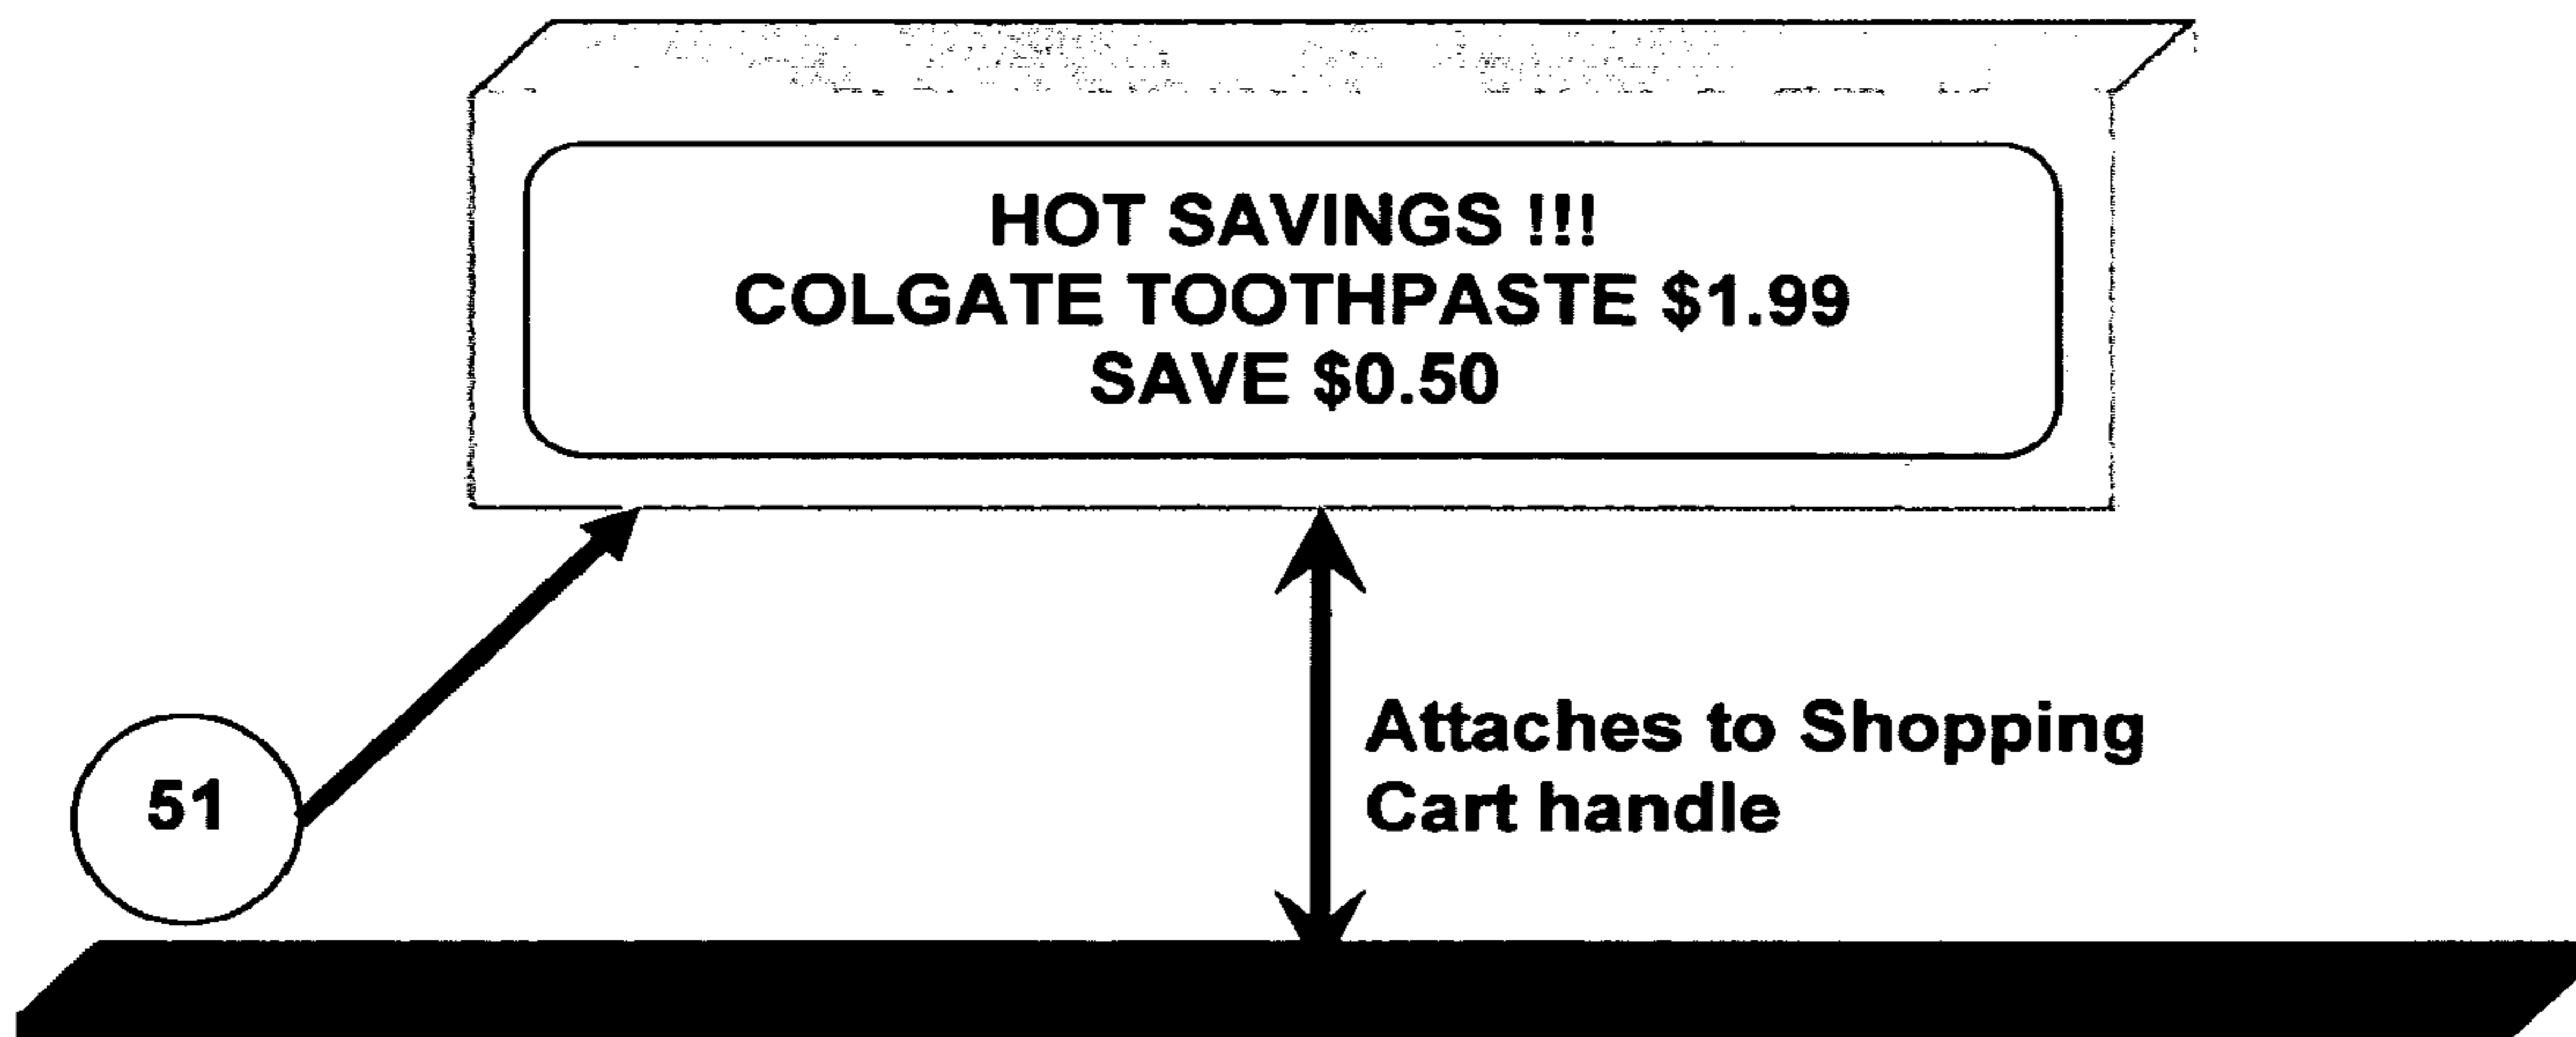 HOT SAVINGS !!!
COLGATE TOOTHPASTE $1.99
SAVE $0.50
Attaches to Shopping
Cart handle
51